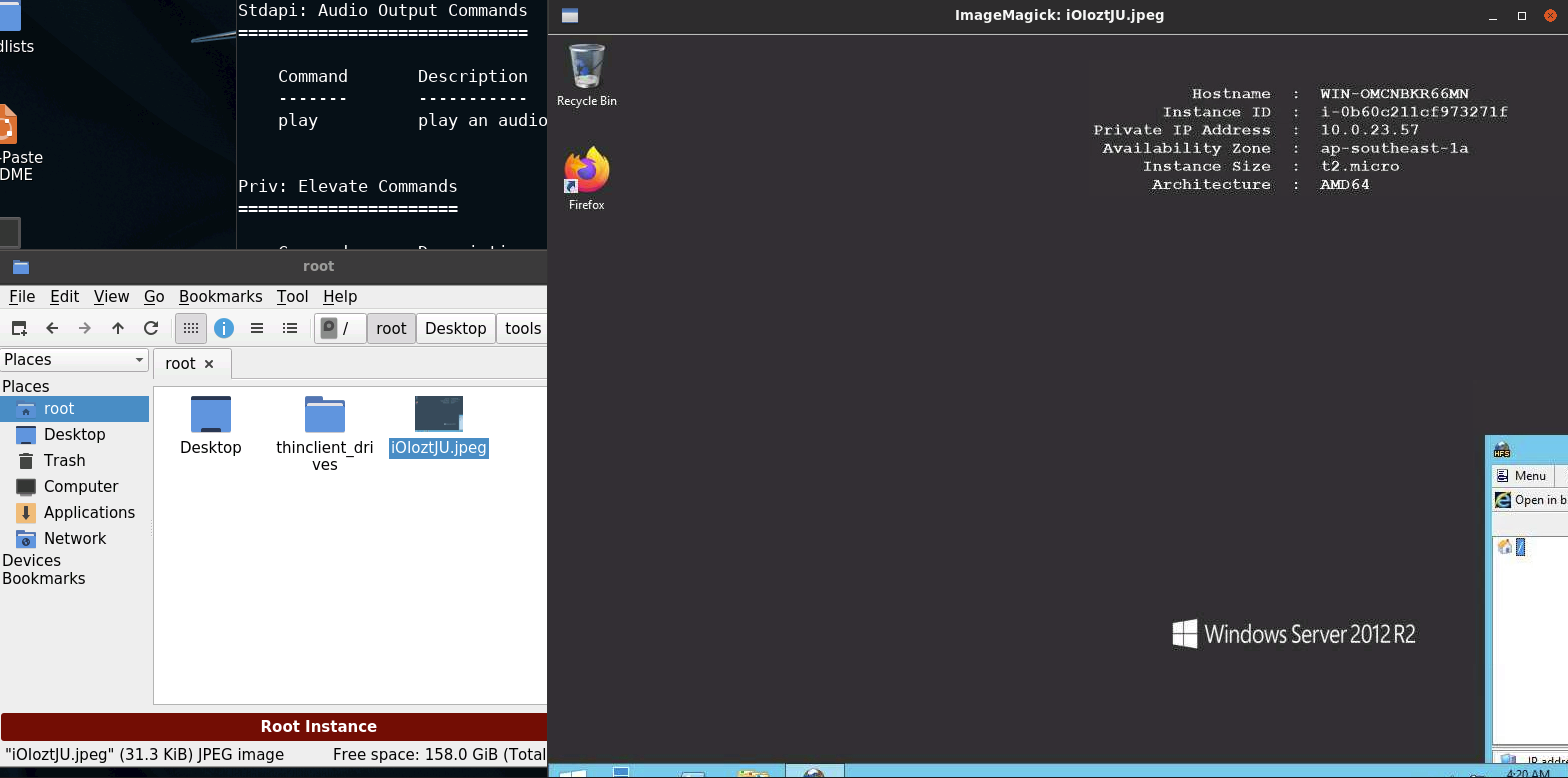 dlists
-Paste
DME
Stdapi: Audio Output Commands
=============================
Command Description
------- -----------
play play an audio
Priv: Elevate Commands
======================
root
File Edit View Go Bookmarks Tool Help
/ root Desktop tools
Places
root
Places
root
Desktop
Trash
Computer
Applications
Network
Devices
Bookmarks
Desktop
thinclient_dri
ves
iOIoztJU.jpeg
Root Instance
"iOIoztJU.jpeg" (31.3 KiB) JPEG image Free space: 158.0 GiB (Total
ImageMagick: iOIoztJU.jpeg
Recycle Bin
Firefox
Hostname : WIN-OMCNBKR66MN
Instance ID : i-0b60c211cf973271f
Private IP Address : 10.0.23.57
Availability Zone : ap-southeast-1a
Instance Size : t2.micro
Architecture : AMD64
HFS
Menu
Open in b
/
Windows Server 2012 R2
IP addre
4:20 AM